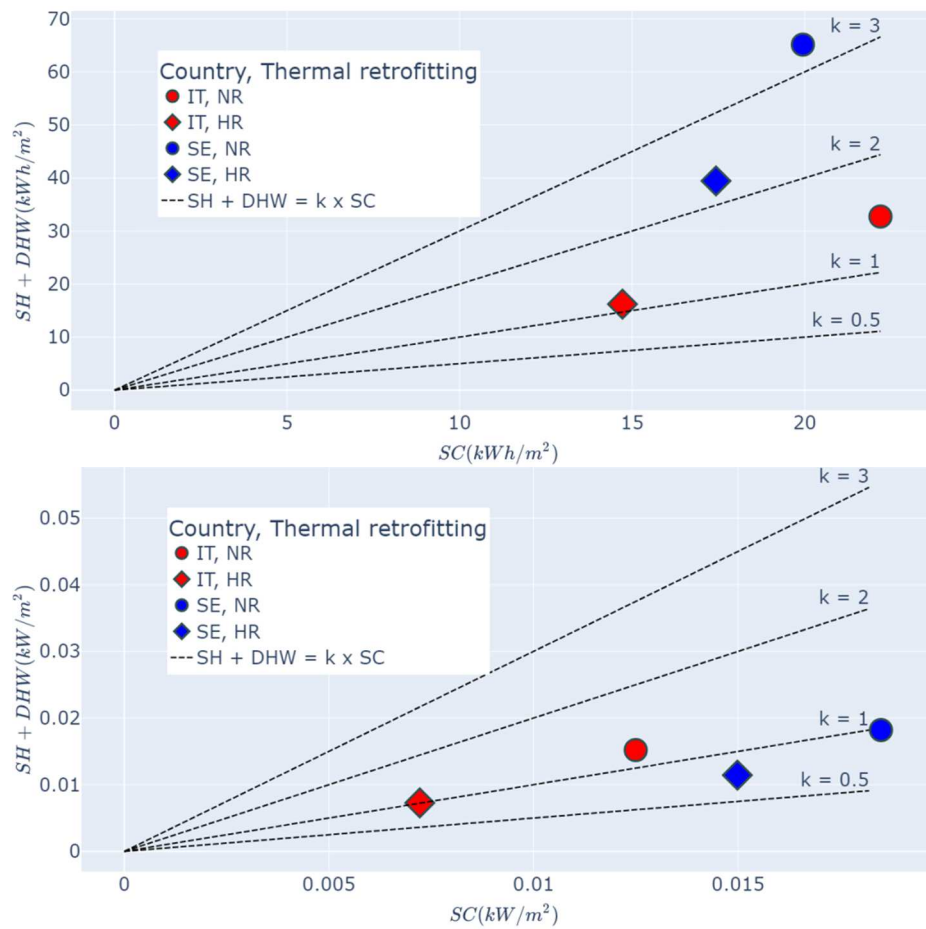 70
60
50
40
30
20
10
0
SH + DHW(kWh/m²)
Country, Thermal retrofitting
IT, NR
IT, HR
SE, NR
SE, HR
SH + DHW = k x SC
k = 3
k = 2
k = 1
k = 0.5
0 5 10 15 20
SC(kWh/m²)
0.05
0.04
0.03
0.02
0.01
0
SH + DHW(kW/m²)
Country, Thermal retrofitting
IT, NR
IT, HR
SE, NR
SE, HR
SH + DHW = k x SC
k = 3
k = 2
k = 1
k = 0.5
0 0.005 0.01 0.015
SC(kW/m²)